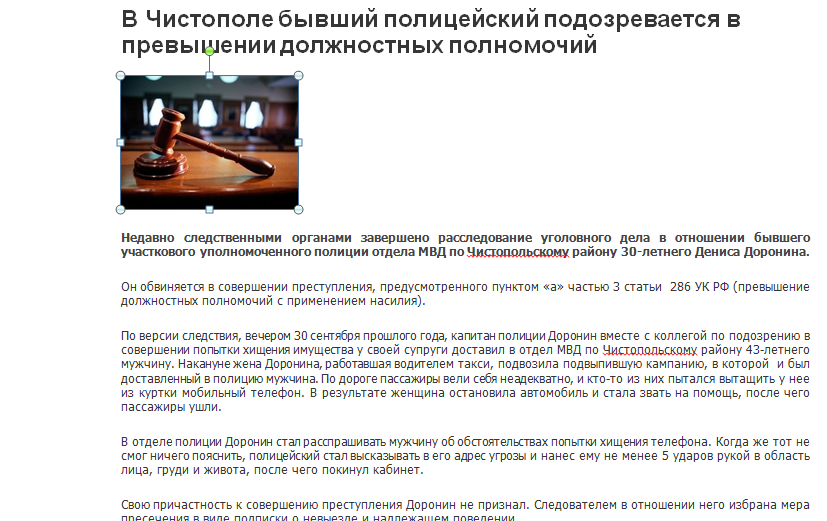 В Чистополе бывший полицейский подозревается в
превышении должностных полномочий
Недавно следственными органами завершено расследование уголовного дела в отношении бывшего
участкового уполномоченного полиции отдела МВД по Чистопольскому району 30-летнего Дениса Доронина.
Он обвиняется в совершении преступления, предусмотренного пунктом «а» частью 3 статьи 286 УК РФ (превышение
должностных полномочий с применением насилия).
По версии следствия, вечером 30 сентября прошлого года, капитан полиции Доронин вместе с коллегой по подозрению в
совершении попытки хищения имущества у своей супруги доставил в отдел МВД по Чистопольскому району 43-летнего
мужчину. Накануне жена Доронина, работавшая водителем такси, подвозила подвыпившую кампанию, в которой и был
доставленный в полицию мужчина. По дороге пассажиры вели себя неадекватно, и кто-то из них пытался вытащить у нее
из куртки мобильный телефон. В результате женщина остановила автомобиль и стала звать на помощь, после чего
пассажиры ушли.
В отделе полиции Доронин стал расспрашивать мужчину об обстоятельствах попытки хищения телефона. Когда же тот не
смог ничего пояснить, полицейский стал высказывать в его адрес угрозы и нанес ему не менее 5 ударов рукой в область
лица, груди и живота, после чего покинул кабинет.
Свою причастность к совершению преступления Доронин не признал. Следователем в отношении него избрана мера
пресечения в виде подписки о невыезде и надлежащем поведении.